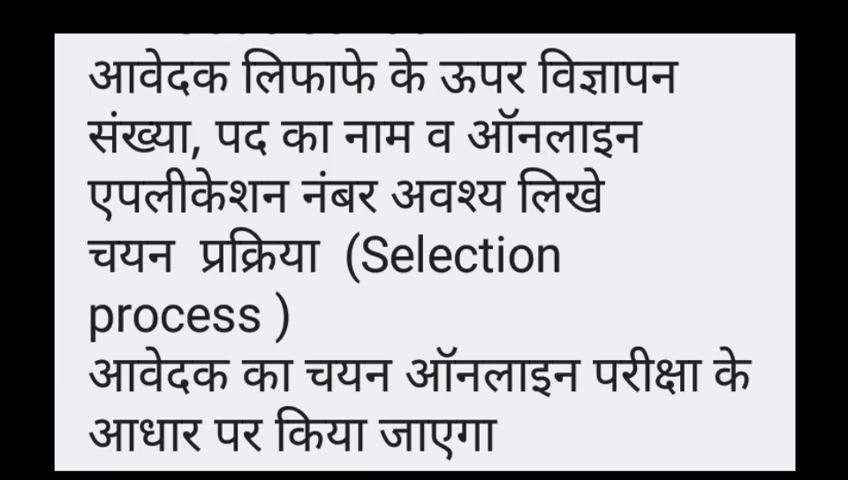 आवेदक लिफाफे के ऊपर विज्ञापन
संख्या, पद का नाम व ऑनलाइन
एपलीकेशन नंबर अवश्य लिखे
चयन प्रक्रिया (Selection
process )
आवेदक का चयन ऑनलाइन परीक्षा के
आधार पर किया जाएगा